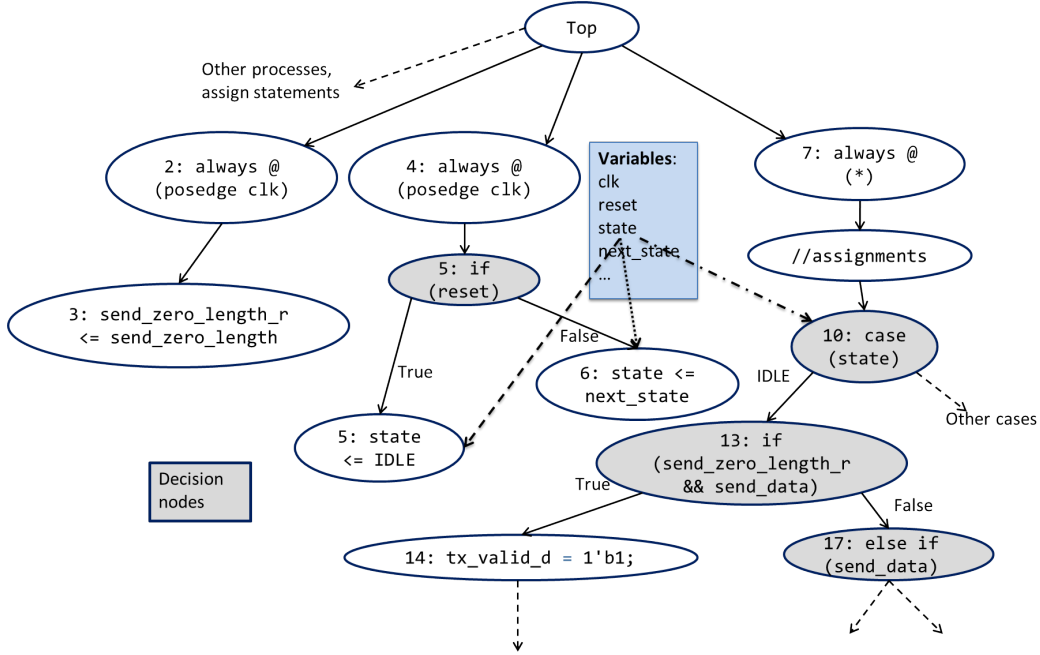 Top
Other processes,
assign statements
2: always @
(posedge clk)
4: always @
(posedge clk)
Variables:
clk
reset
state
next_state
...
7: always @
(*)
//assignments
5: if
(reset)
3: send_zero_length_r
<= send_zero_length
False
10: case
(state)
True
6: state <=
next_state
IDLE
Other cases
5: state
<= IDLE
13: if
(send_zero_length_r
&& send_data)
Decision
nodes
True
False
14: tx_valid_d = 1'b1;
17: else if
(send_data)